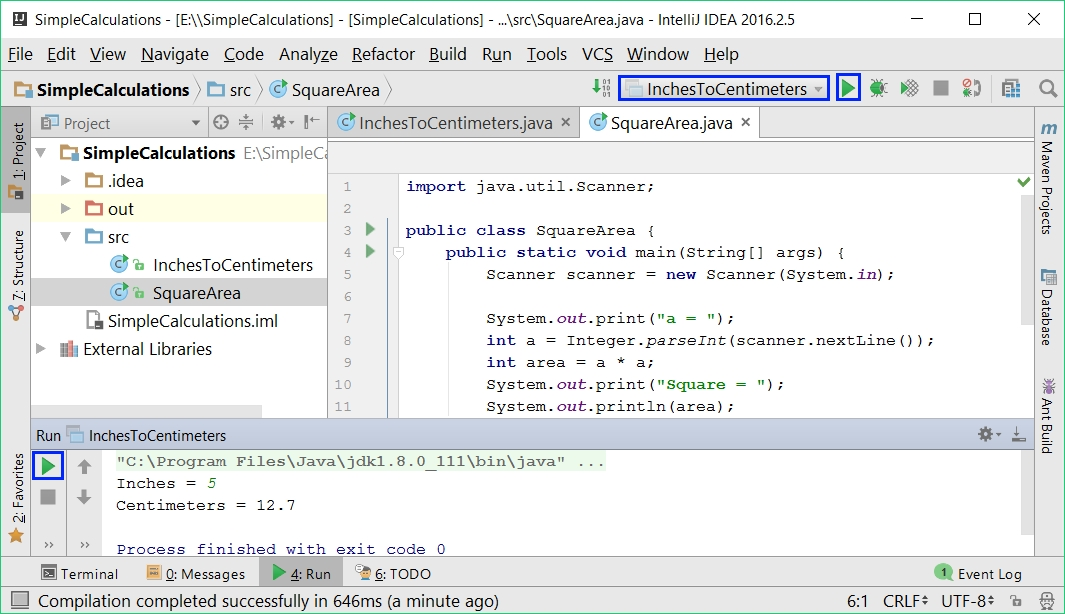 SimpleCalculations - [E:\\SimpleCalculations] - [SimpleCalculations] - ...\src\SquareArea.java - IntelliJ IDEA 2016.2.5
File Edit View Navigate Code Analyze Refactor Build Run Tools VCS Window Help
SimpleCalculations src SquareArea InchesToCentimeters
Project InchesToCentimeters.java SquareArea.java
1: Project
Z: Structure
2: Favorites
SimpleCalculations E:\SimpleCa
.idea
out
src
InchesToCentimeters
SquareArea
SimpleCalculations.iml
External Libraries
1 import java.util.Scanner;
2
3 public class SquareArea {
4 public static void main(String[] args) {
5 Scanner scanner = new Scanner(System.in);
6
7 System.out.print("a = ");
8 int a = Integer.parseInt(scanner.nextLine());
9 int area = a * a;
10 System.out.print("Square = ");
11 System.out.println(area);
Maven Projects
Database
Ant Build
Run InchesToCentimeters
"C:\Program Files\Java\jdk1.8.0_111\bin\java" ...
Inches = 5
Centimeters = 12.7
Process finished with exit code 0
Terminal 0: Messages 4: Run 6: TODO 1 Event Log
Compilation completed successfully in 646ms (a minute ago) 6:1 CRLF UTF-8